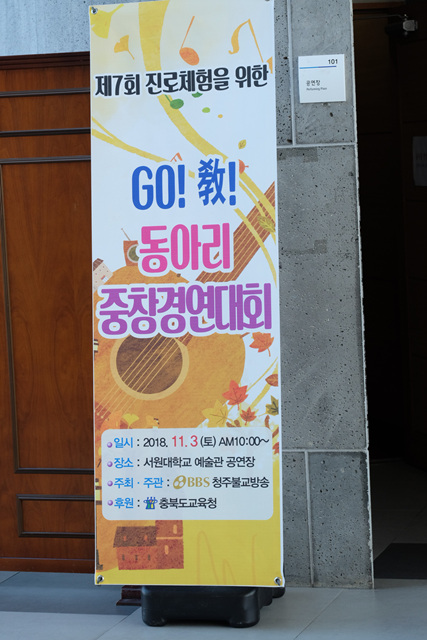 제7회 진로체험을 위한
GO! 敎!
동아리
중창경연대회
일시 : 2018. 11. 3 (토) AM10:00~
장소 : 서원대학교 예술관 공연장
주최 · 주관 : BBS 청주불교방송
후원 : 충북도교육청
101
공연장